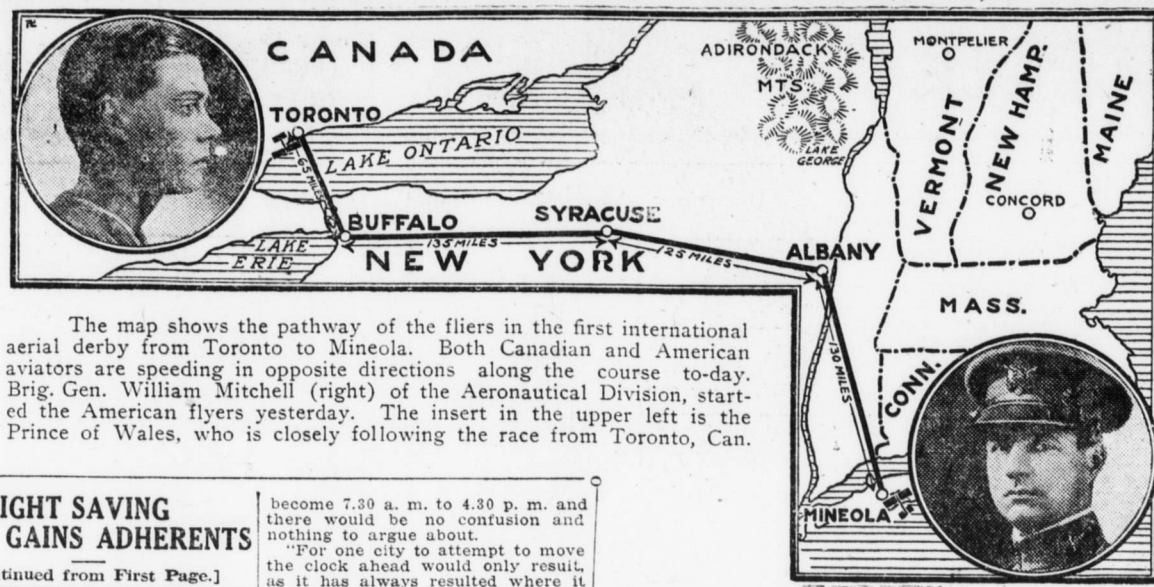 CANADA
TORONTO
LAKE ONTARIO
65 MILES
BUFFALO
LAKE
ERIE
135 MILES
SYRACUSE
NEW YORK
125 MILES
ALBANY
ADIRONDACK
MTS.
LAKE
GEORGE
MONTPELIER
VERMONT
NEW HAMP.
MAINE
CONCORD
MASS.
130 MILES
CONN.
MINEOLA
The map shows the pathway of the fliers in the first international
aerial derby from Toronto to Mineola. Both Canadian and American
aviators are speeding in opposite directions along the course to-day.
Brig. Gen. William Mitchell (right) of the Aeronautical Division, start-
ed the American flyers yesterday. The insert in the upper left is the
Prince of Wales, who is closely following the race from Toronto, Can.
IGHT SAVING
GAINS ADHERENTS
tinued from First Page.]
become 7.30 a. m. to 4.30 p. m. and
there would be no confusion and
nothing to argue about.
"For one city to attempt to move
the clock ahead would only result,
as it has always resulted where it